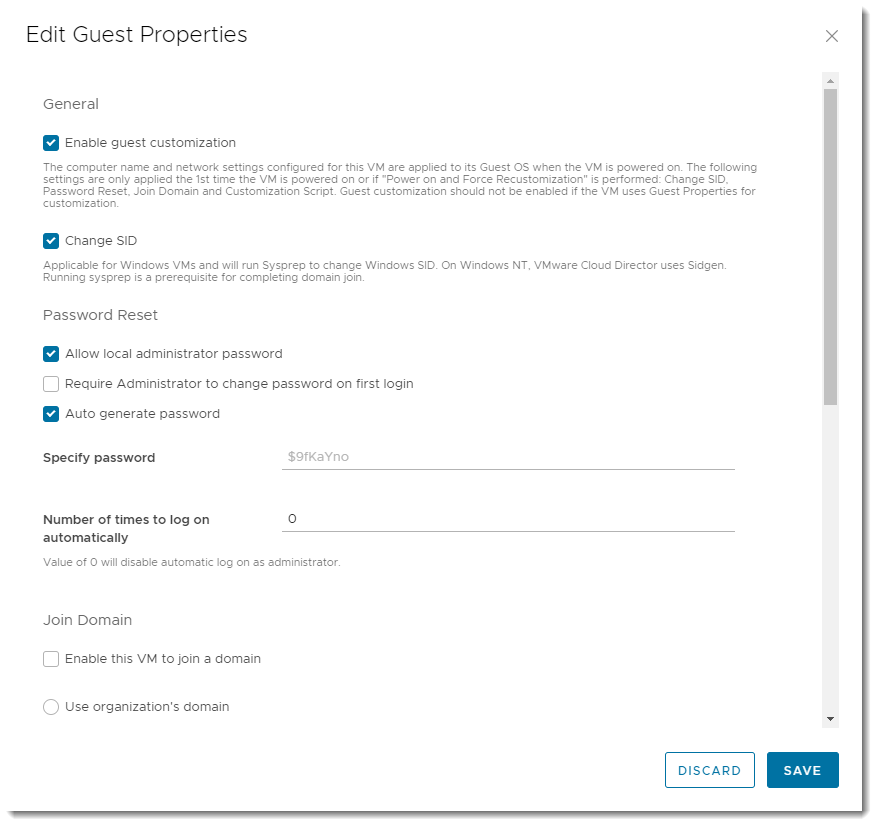 Edit Guest Properties
General
Enable guest customization
The computer name and network settings configured for this VM are applied to its Guest OS when the VM is powered on. The following
settings are only applied the 1st time the VM is powered on or if "Power on and Force Recustomization" is performed: Change SID,
Password Reset, Join Domain and Customization Script. Guest customization should not be enabled if the VM uses Guest Properties for
customization.
Change SID
Applicable for Windows VMs and will run Sysprep to change Windows SID. On Windows NT, VMware Cloud Director uses Sidgen.
Running sysprep is a prerequisite for completing domain join.
Password Reset
Allow local administrator password
Require Administrator to change password on first login
Auto generate password
Specify password
$9fKaYno
Number of times to log on
automatically
0
Value of 0 will disable automatic log on as administrator.
Join Domain
Enable this VM to join a domain
Use organization's domain
DISCARD
SAVE